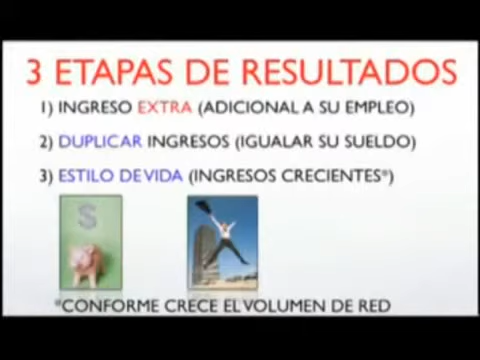 3 ETAPAS DE RESULTADOS
1) INGRESO EXTRA (ADICIONAL A SU EMPLEO)
2) DUPLICAR INGRESOS (IGUALAR SU SUELDO)
3) ESTILO DE VIDA (INGRESOS CRECIENTES*)
$
*CONFORME CRECE EL VOLUMEN DE RED